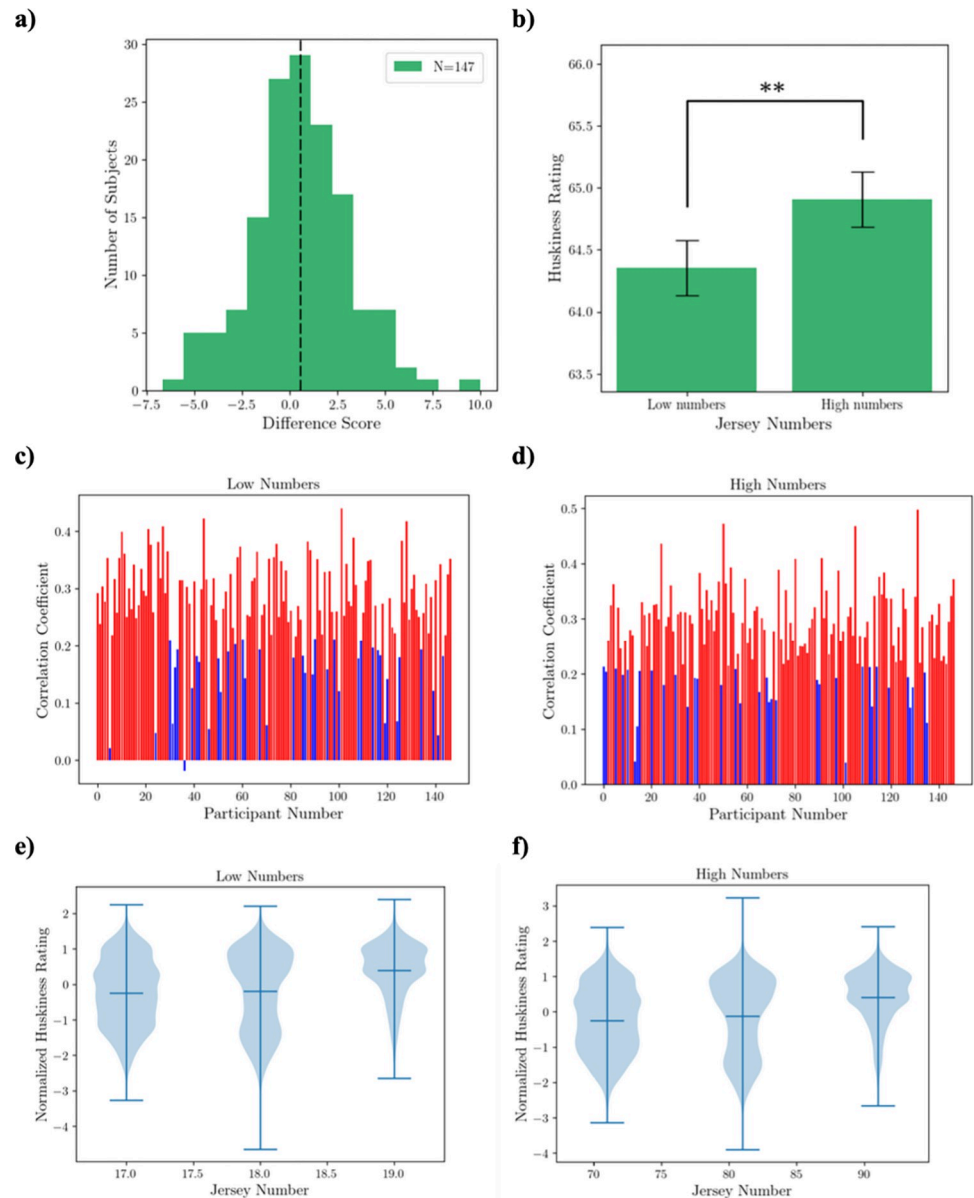 a)
30
25
20
15
10
5
0
Number of Subjects
N=147
−7.5 −5.0 −2.5 0.0 2.5 5.0 7.5 10.0
Difference Score
b)
66.0
65.5
65.0
64.5
64.0
63.5
Huskiness Rating
**
Low numbers High numbers
Jersey Numbers
c)
Low Numbers
0.4
0.3
0.2
0.1
0.0
Correlation Coefficient
0 20 40 60 80 100 120 140
Participant Number
d)
High Numbers
0.5
0.4
0.3
0.2
0.1
0.0
Correlation Coefficient
0 20 40 60 80 100 120 140
Participant Number
e)
Low Numbers
2
1
0
−1
−2
−3
−4
Normalized Huskiness Rating
17.0 17.5 18.0 18.5 19.0
Jersey Number
f)
High Numbers
3
2
1
0
−1
−2
−3
−4
Normalized Huskiness Rating
70 75 80 85 90
Jersey Number